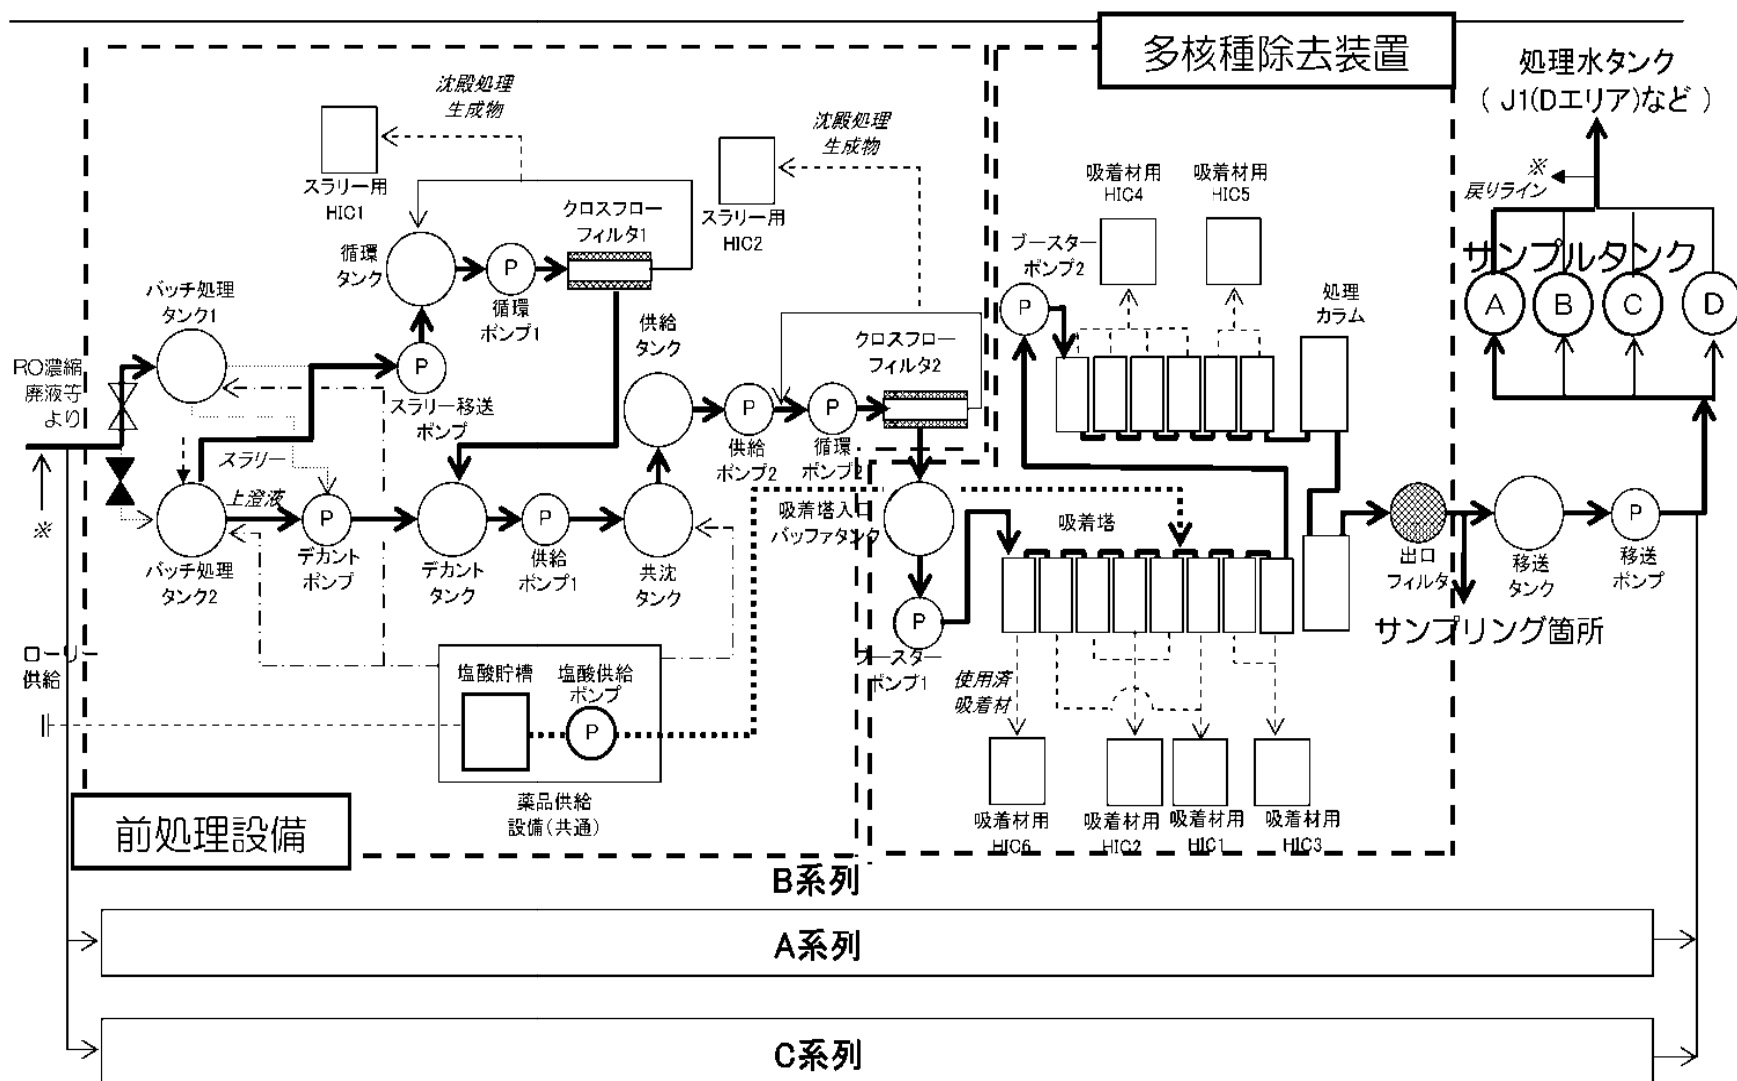 多核種除去装置
処理水タンク
( J1(Dエリア)など )
※
戻りライン
サンプルタンク
A
B
C
D
沈殿処理
生成物
スラリー用
HIC1
沈殿処理
生成物
スラリー用
HIC2
クロスフロー
フィルタ1
循環
タンク
P
循環
ポンプ1
バッチ処理
タンク1
RO濃縮
廃液等
より
P
スラリー移送
ポンプ
供給
タンク
P
供給
ポンプ2
P
循環
ポンプ2
クロスフロー
フィルタ2
吸着材用
HIC4
吸着材用
HIC5
ブースター
ポンプ2
P
処理
カラム
※
スラリー
上澄液
バッチ処理
タンク2
P
デカント
ポンプ
デカント
タンク
P
供給
ポンプ1
共沈
タンク
吸着塔入口
バッファタンク
吸着塔
P
ブースター
ポンプ1
出口
フィルタ
移送
タンク
P
移送
ポンプ
サンプリング箇所
ローリー
供給
塩酸貯槽
塩酸供給
ポンプ
P
薬品供給
設備(共通)
使用済
吸着材
吸着材用
HIC6
吸着材用
HIC2
吸着材用
HIC1
吸着材用
HIC3
前処理設備
B系列
A系列
C系列